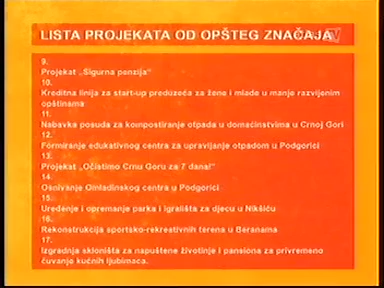 LISTA PROJEKATA OD OPŠTEG ZNAČAJA
9.
Projekat „Sigurna penzija“
10.
Kreditna linija za start-up preduzeća za žene i mlade u manje razvijenim
opštinama
11.
Nabavka posuda za kompostiranje otpada u domaćinstvima u Crnoj Gori
12.
Formiranje edukativnog centra za upravljanje otpadom u Podgorici
13.
Projekat „Očistimo Crnu Goru za 7 dana!“
14.
Osnivanje Omladinskog centra u Podgorici
15.
Uređenje i opremanje parka i igrališta za djecu u Nikšiću
16.
Rekonstrukcija sportsko-rekreativnih terena u Beranama
17.
Izgradnja skloništa za napuštene životinje i pansiona za privremeno
čuvanje kućnih ljubimaca.